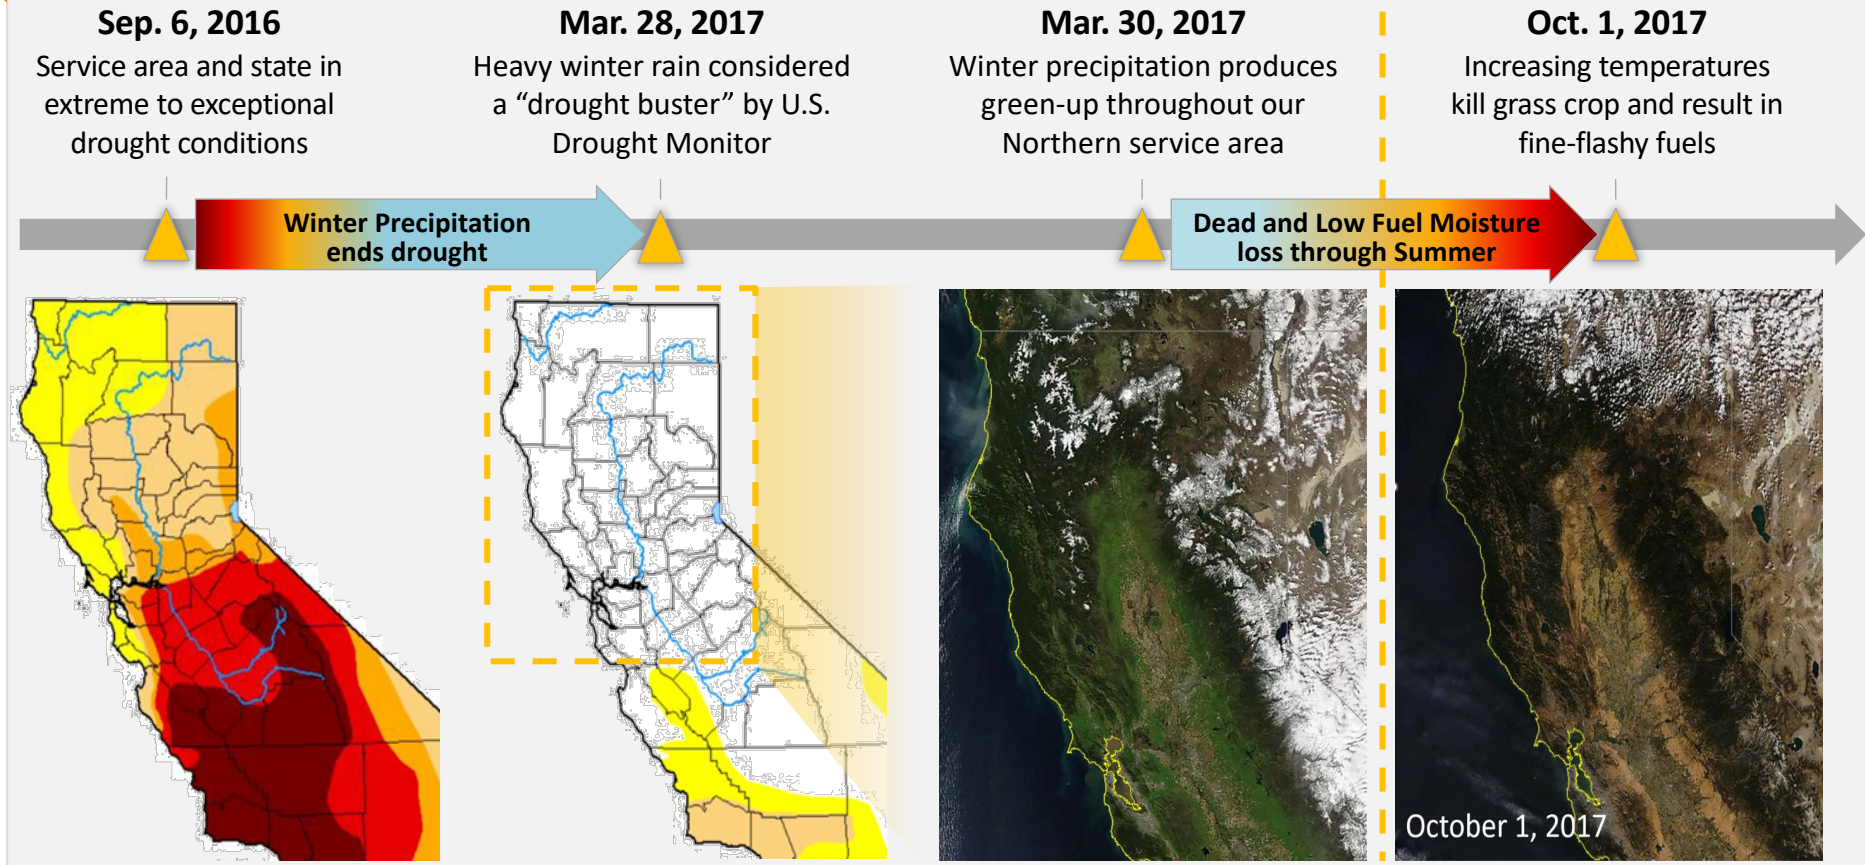 Sep. 6, 2016
Service area and state in
extreme to exceptional
drought conditions
Mar. 28, 2017
Heavy winter rain considered
a “drought buster” by U.S.
Drought Monitor
Mar. 30, 2017
Winter precipitation produces
green-up throughout our
Northern service area
Oct. 1, 2017
Increasing temperatures
kill grass crop and result in
fine-flashy fuels
Winter Precipitation
ends drought
Dead and Low Fuel Moisture
loss through Summer
October 1, 2017